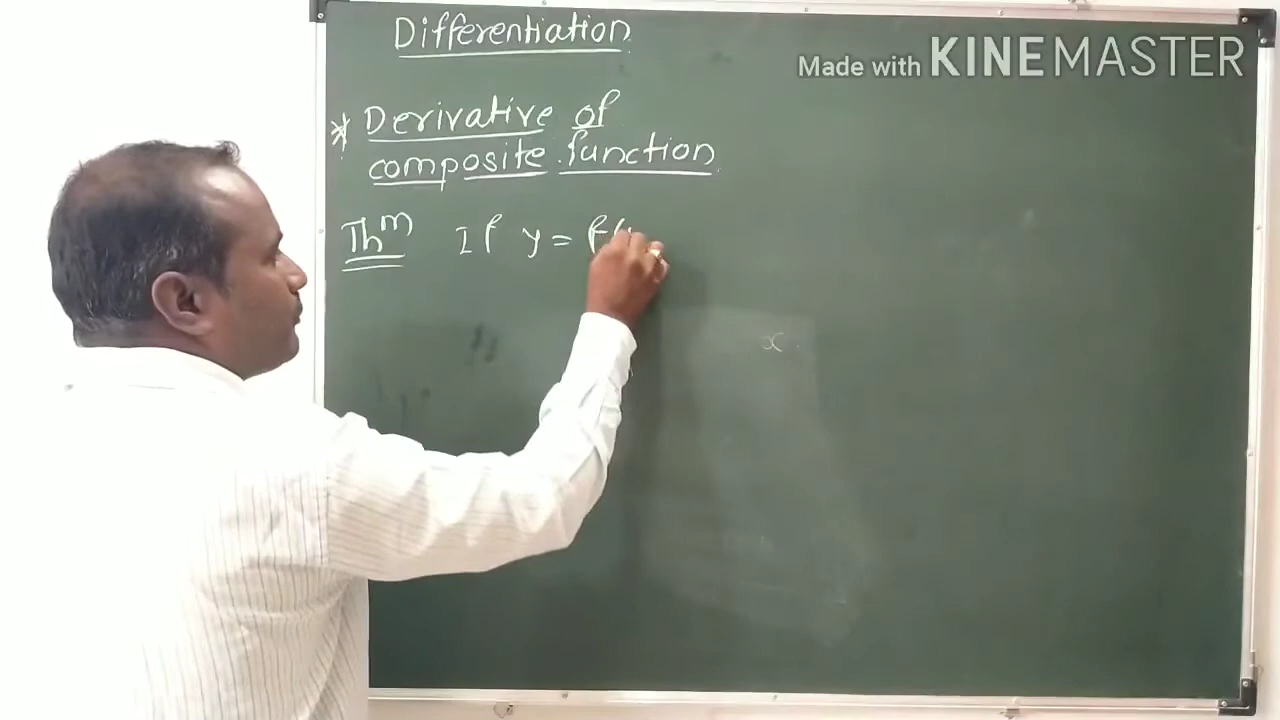 Differentiation
Made with KINEMASTER
* Derivative of
composite function
Thm If y = f(
x